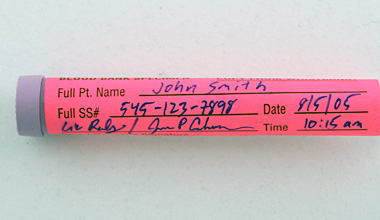 BLOOD BANK SPECIMEN
Full Pt. Name John Smith
Full SS# 545-123-7898 Date 8/5/05
/ Time 10:15 am